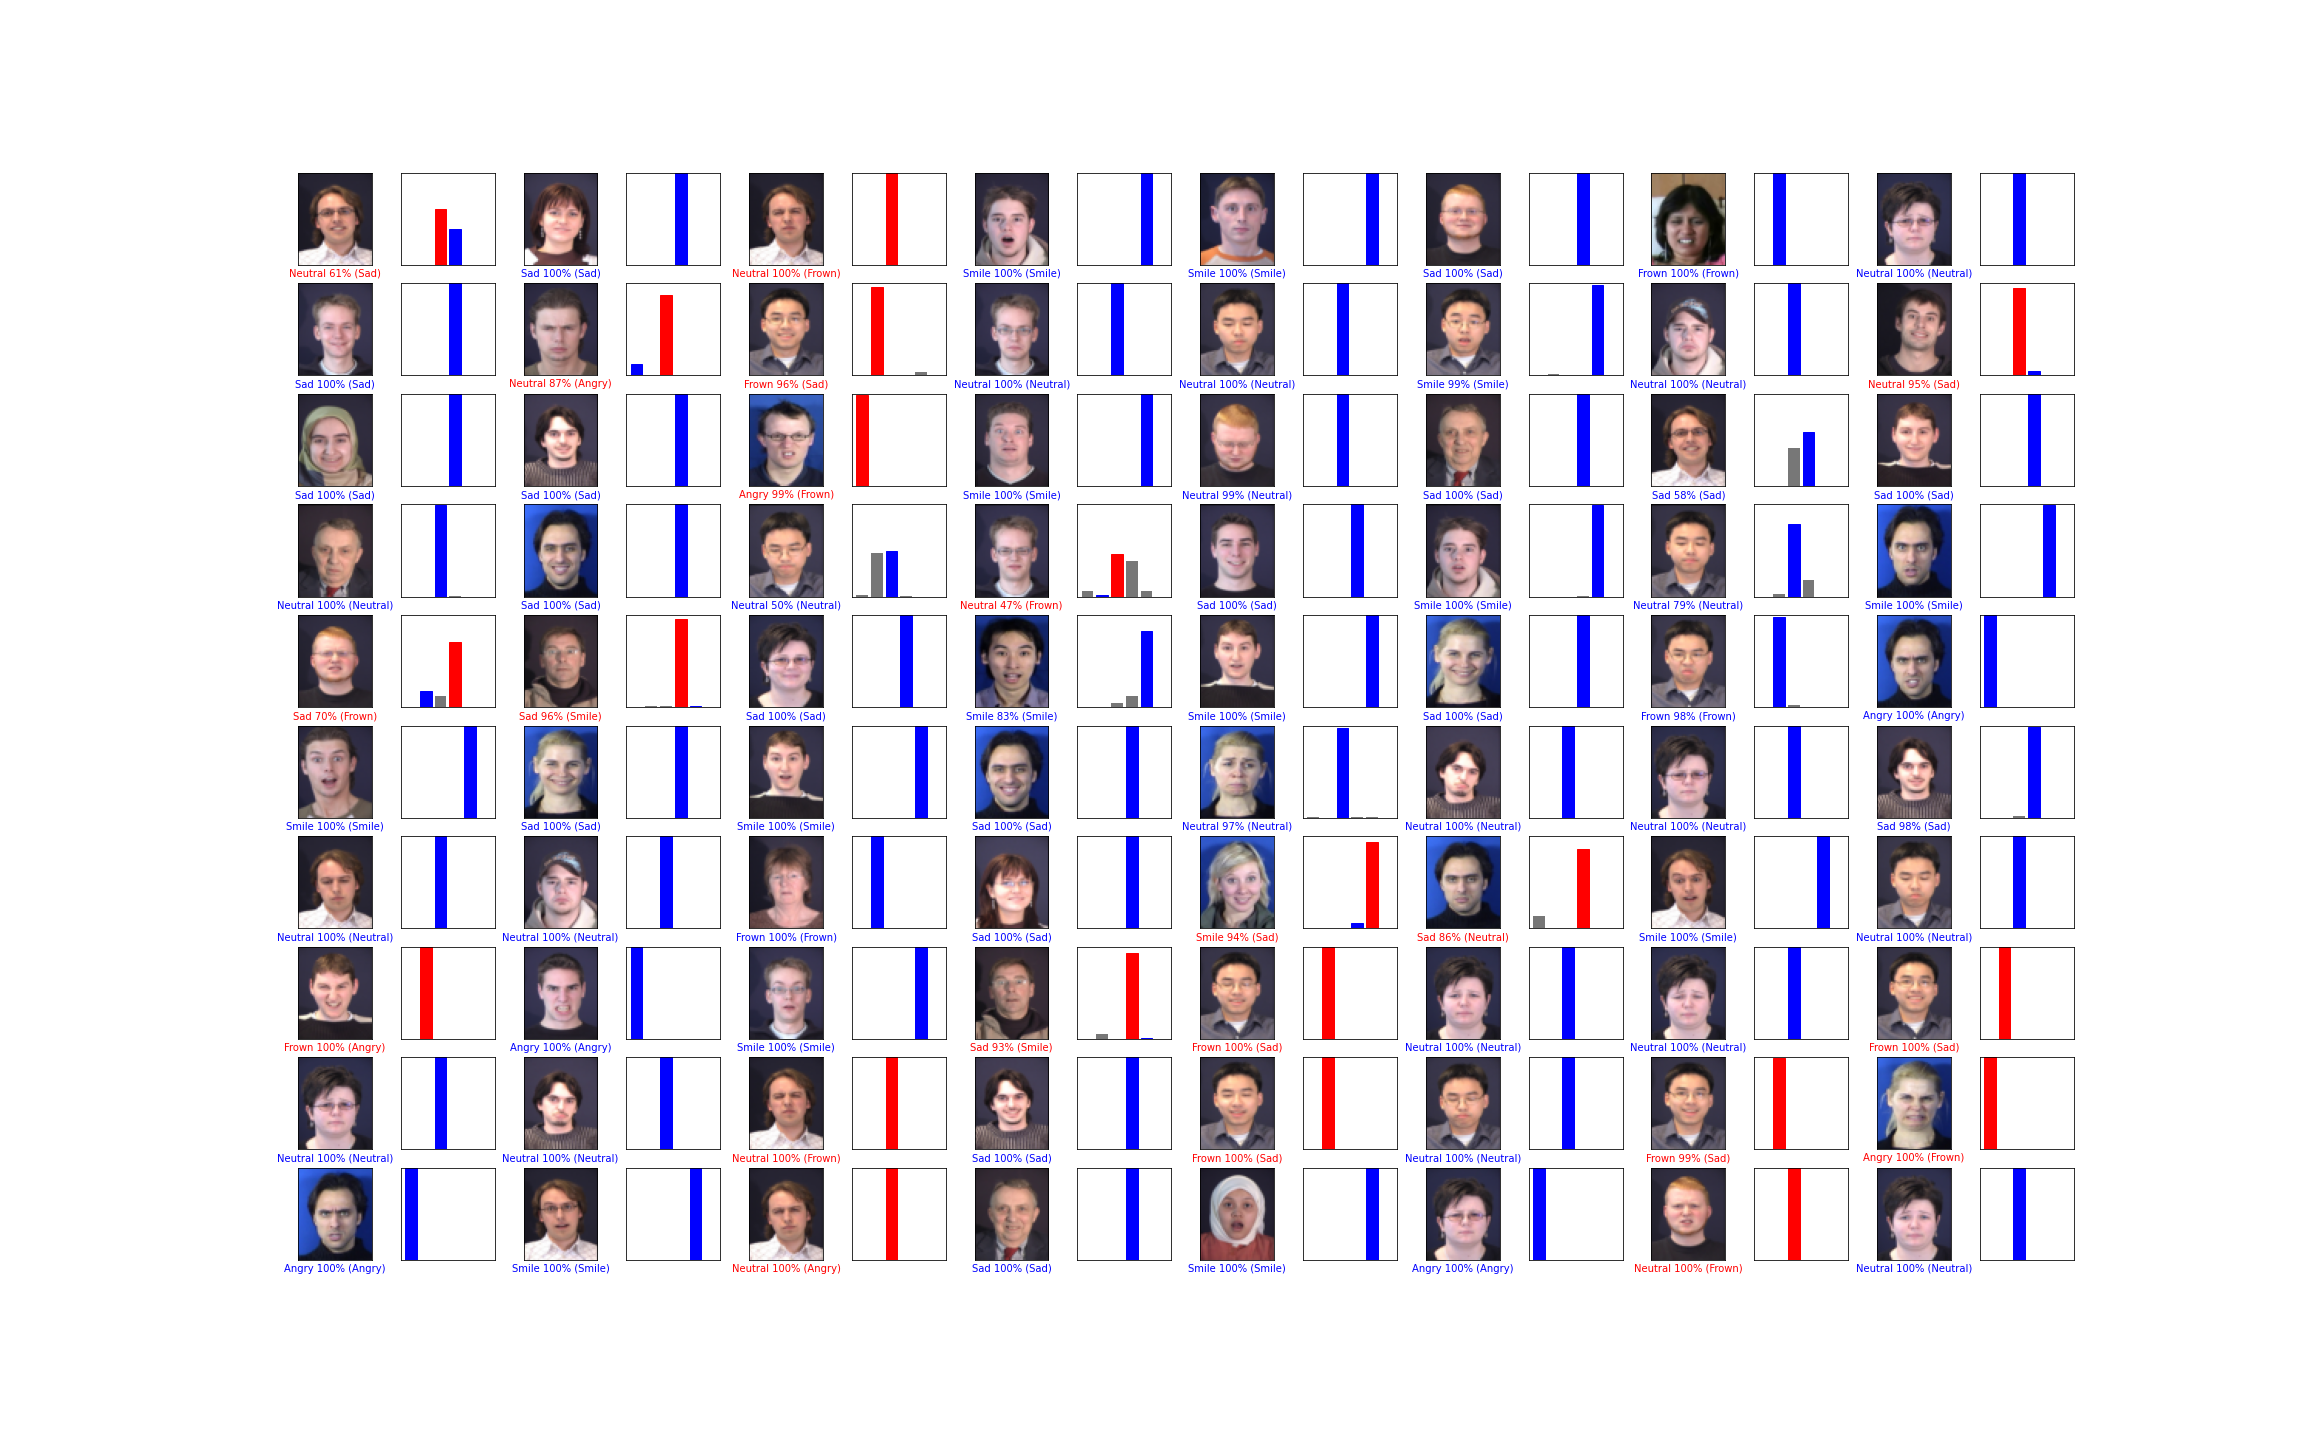 Neutral 61% (Sad) Sad 100% (Sad) Neutral 100% (Frown) Smile 100% (Smile) Smile 100% (Smile) Sad 100% (Sad) Frown 100% (Frown) Neutral 100% (Neutral)
Sad 100% (Sad) Neutral 87% (Angry) Frown 96% (Sad) Neutral 100% (Neutral) Neutral 100% (Neutral) Smile 99% (Smile) Neutral 100% (Neutral) Neutral 95% (Sad)
Sad 100% (Sad) Sad 100% (Sad) Angry 99% (Frown) Smile 100% (Smile) Neutral 99% (Neutral) Sad 100% (Sad) Sad 58% (Sad) Sad 100% (Sad)
Neutral 100% (Neutral) Sad 100% (Sad) Neutral 50% (Neutral) Neutral 47% (Frown) Sad 100% (Sad) Smile 100% (Smile) Neutral 79% (Neutral) Smile 100% (Smile)
Sad 70% (Frown) Sad 96% (Smile) Sad 100% (Sad) Smile 83% (Smile) Smile 100% (Smile) Sad 100% (Sad) Frown 98% (Frown) Angry 100% (Angry)
Smile 100% (Smile) Sad 100% (Sad) Smile 100% (Smile) Sad 100% (Sad) Neutral 97% (Neutral) Neutral 100% (Neutral) Neutral 100% (Neutral) Sad 98% (Sad)
Neutral 100% (Neutral) Neutral 100% (Neutral) Frown 100% (Frown) Sad 100% (Sad) Smile 94% (Sad) Sad 86% (Neutral) Smile 100% (Smile) Neutral 100% (Neutral)
Frown 100% (Angry) Angry 100% (Angry) Smile 100% (Smile) Sad 93% (Smile) Frown 100% (Sad) Neutral 100% (Neutral) Neutral 100% (Neutral) Frown 100% (Sad)
Neutral 100% (Neutral) Neutral 100% (Neutral) Neutral 100% (Frown) Sad 100% (Sad) Frown 100% (Sad) Neutral 100% (Neutral) Frown 99% (Sad) Angry 100% (Frown)
Angry 100% (Angry) Smile 100% (Smile) Neutral 100% (Angry) Sad 100% (Sad) Smile 100% (Smile) Angry 100% (Angry) Neutral 100% (Frown) Neutral 100% (Neutral)